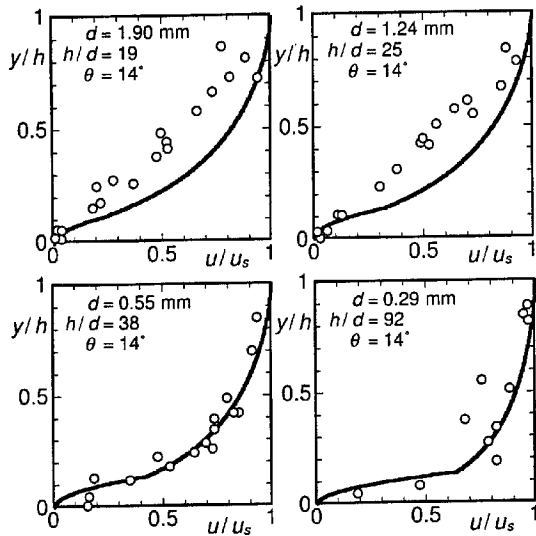 1
d = 1.90 mm
y/h
h/d = 19
θ = 14°
0.5
0
0
0.5
u/us
1
1
d = 1.24 mm
y/h
h/d = 25
θ = 14°
0.5
0
0
0.5
u/us
1
1
d = 0.55 mm
y/h
h/d = 38
θ = 14°
0.5
0
0
0.5
u/us
1
1
d = 0.29 mm
y/h
h/d = 92
θ = 14°
0.5
0
0
0.5
u/us
1